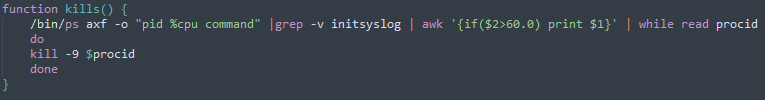 function kills() {
/bin/ps axf -o "pid %cpu command" |grep -v initsyslog | awk '{if($2>60.0) print $1}' | while read procid
do
kill -9 $procid
done
}